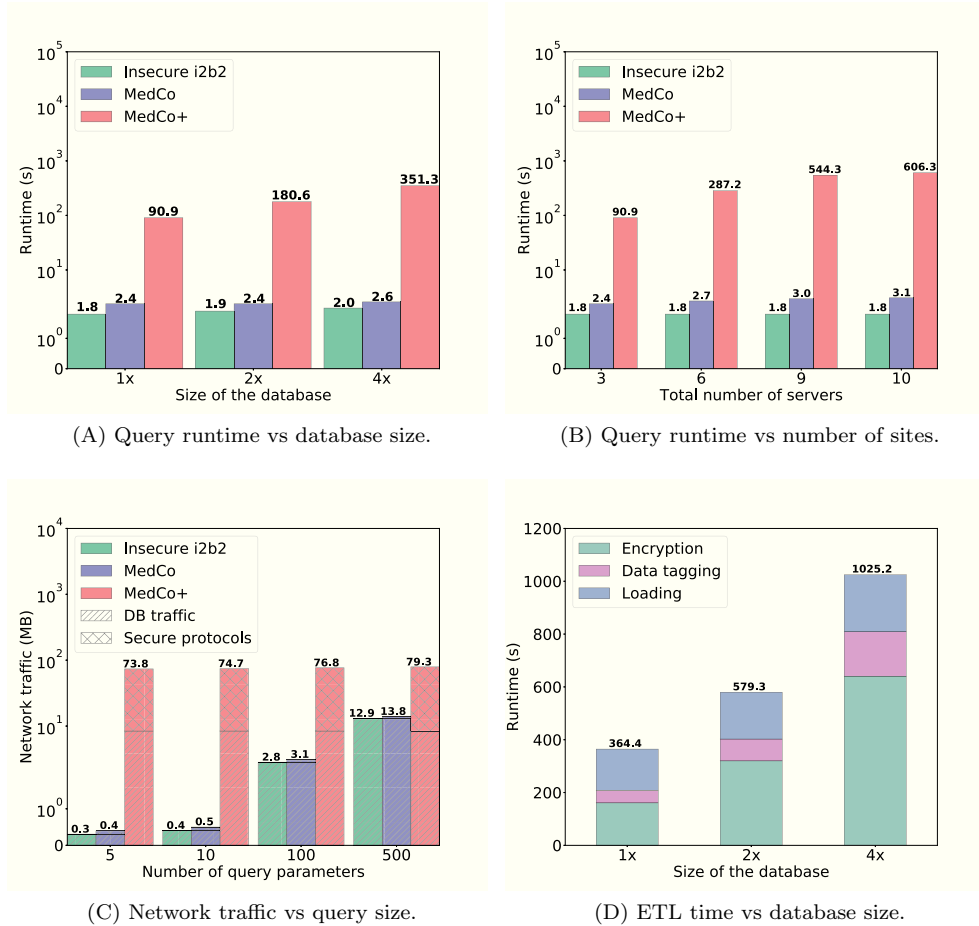 10^5
10^4
10^3
10^2
10^1
10^0
0
Runtime (s)
Insecure i2b2
MedCo
MedCo+
1.8
2.4
90.9
1.9
2.4
180.6
2.0
2.6
351.3
1x
2x
4x
Size of the database
(A) Query runtime vs database size.
10^5
10^4
10^3
10^2
10^1
10^0
0
Runtime (s)
Insecure i2b2
MedCo
MedCo+
1.8
2.4
90.9
1.8
2.7
287.2
1.8
3.0
544.3
1.8
3.1
606.3
3
6
9
10
Total number of servers
(B) Query runtime vs number of sites.
10^4
10^3
10^2
10^1
10^0
0
Network traffic (MB)
Insecure i2b2
MedCo
MedCo+
DB traffic
Secure protocols
0.3
0.4
73.8
0.4
0.5
74.7
2.8
3.1
76.8
12.9
13.8
79.3
5
10
100
500
Number of query parameters
(C) Network traffic vs query size.
1200
1000
800
600
400
200
0
Runtime (s)
Encryption
Data tagging
Loading
364.4
579.3
1025.2
1x
2x
4x
Size of the database
(D) ETL time vs database size.